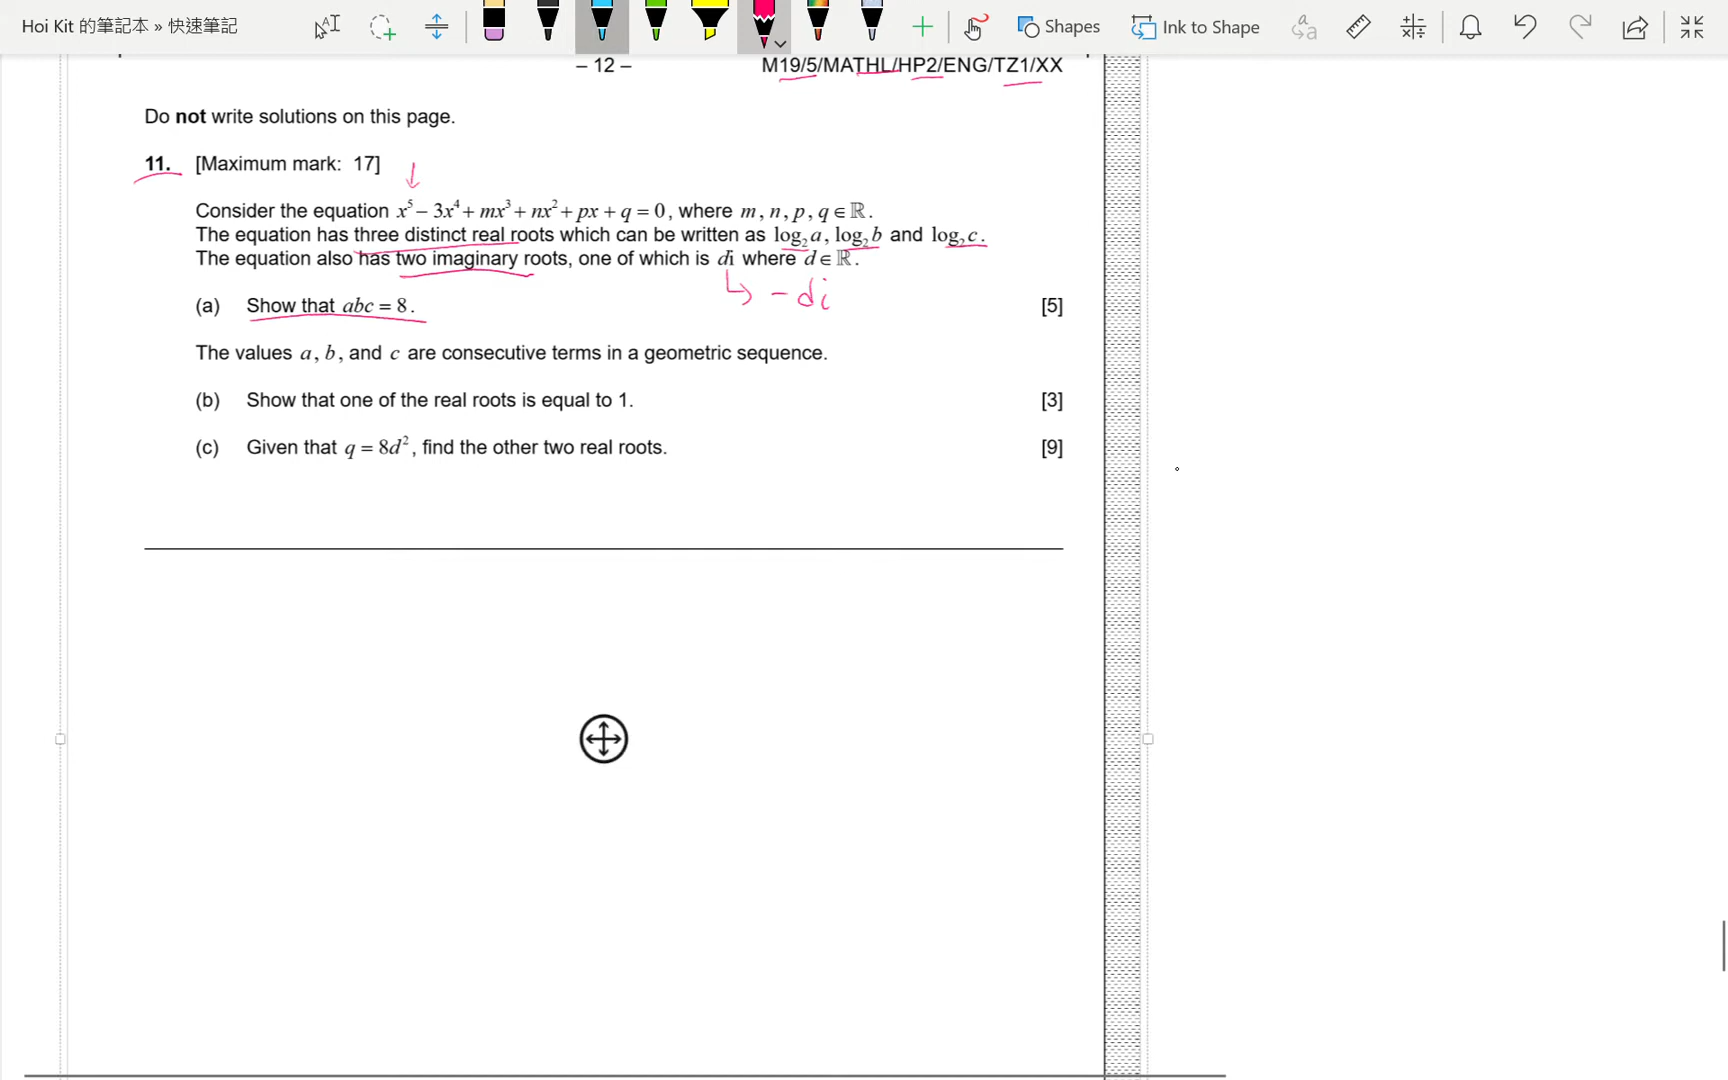 Hoi Kit 的筆記本 » 快速筆記
Shapes
Ink to Shape
– 12 –
M19/5/MATHL/HP2/ENG/TZ1/XX
Do not write solutions on this page.
11. [Maximum mark: 17]
Consider the equation x⁵ – 3x⁴ + mx³ + nx² + px + q = 0, where m, n, p, q ∈ ℝ.
The equation has three distinct real roots which can be written as log₂ a, log₂ b and log₂ c.
The equation also has two imaginary roots, one of which is di where d ∈ ℝ.
↳ – di
(a) Show that abc = 8. [5]
The values a, b, and c are consecutive terms in a geometric sequence.
(b) Show that one of the real roots is equal to 1. [3]
(c) Given that q = 8d², find the other two real roots. [9]